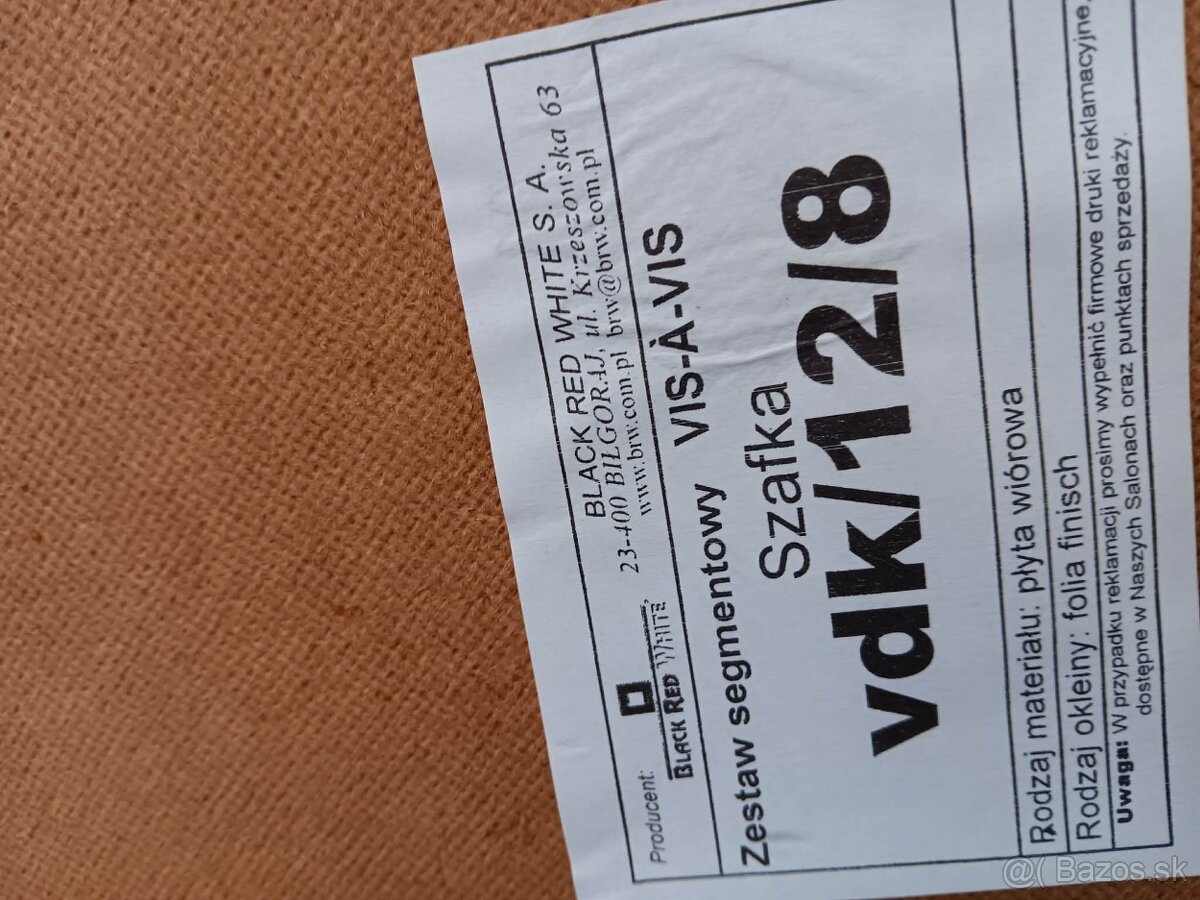 Producent:
BLACK RED WHITE
BLACK RED WHITE S. A.
23-400 BIŁGORAJ, ul. Krzeszowska 63
www.brw.com.pl brw@brw.com.pl
Zestaw segmentowy VIS-À-VIS
Szafka
vdk/12/8
Rodzaj materiału: płyta wiórowa
Rodzaj okleiny: folia finisch
Uwaga: W przypadku reklamacji prosimy wypełnić firmowe druki reklamacyjne,
dostępne w Naszych Salonach oraz punktach sprzedaży.
@( Bazos.sk